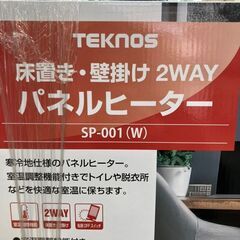 TEKNOS
床置き・壁掛け 2WAY
パネルヒーター
SP-001(W)
寒冷地仕様のパネルヒーター。
室温調整機能付きでトイレや脱衣所
などを快適な室温に保ちます。
2WAY